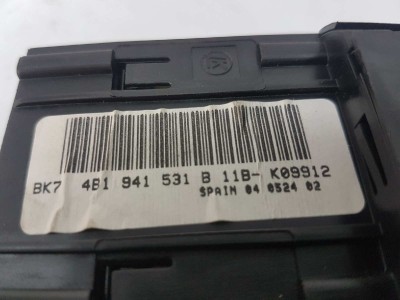 BK7 4B1 941 531 B 11B- K09912
SPAIN 04 0524 02